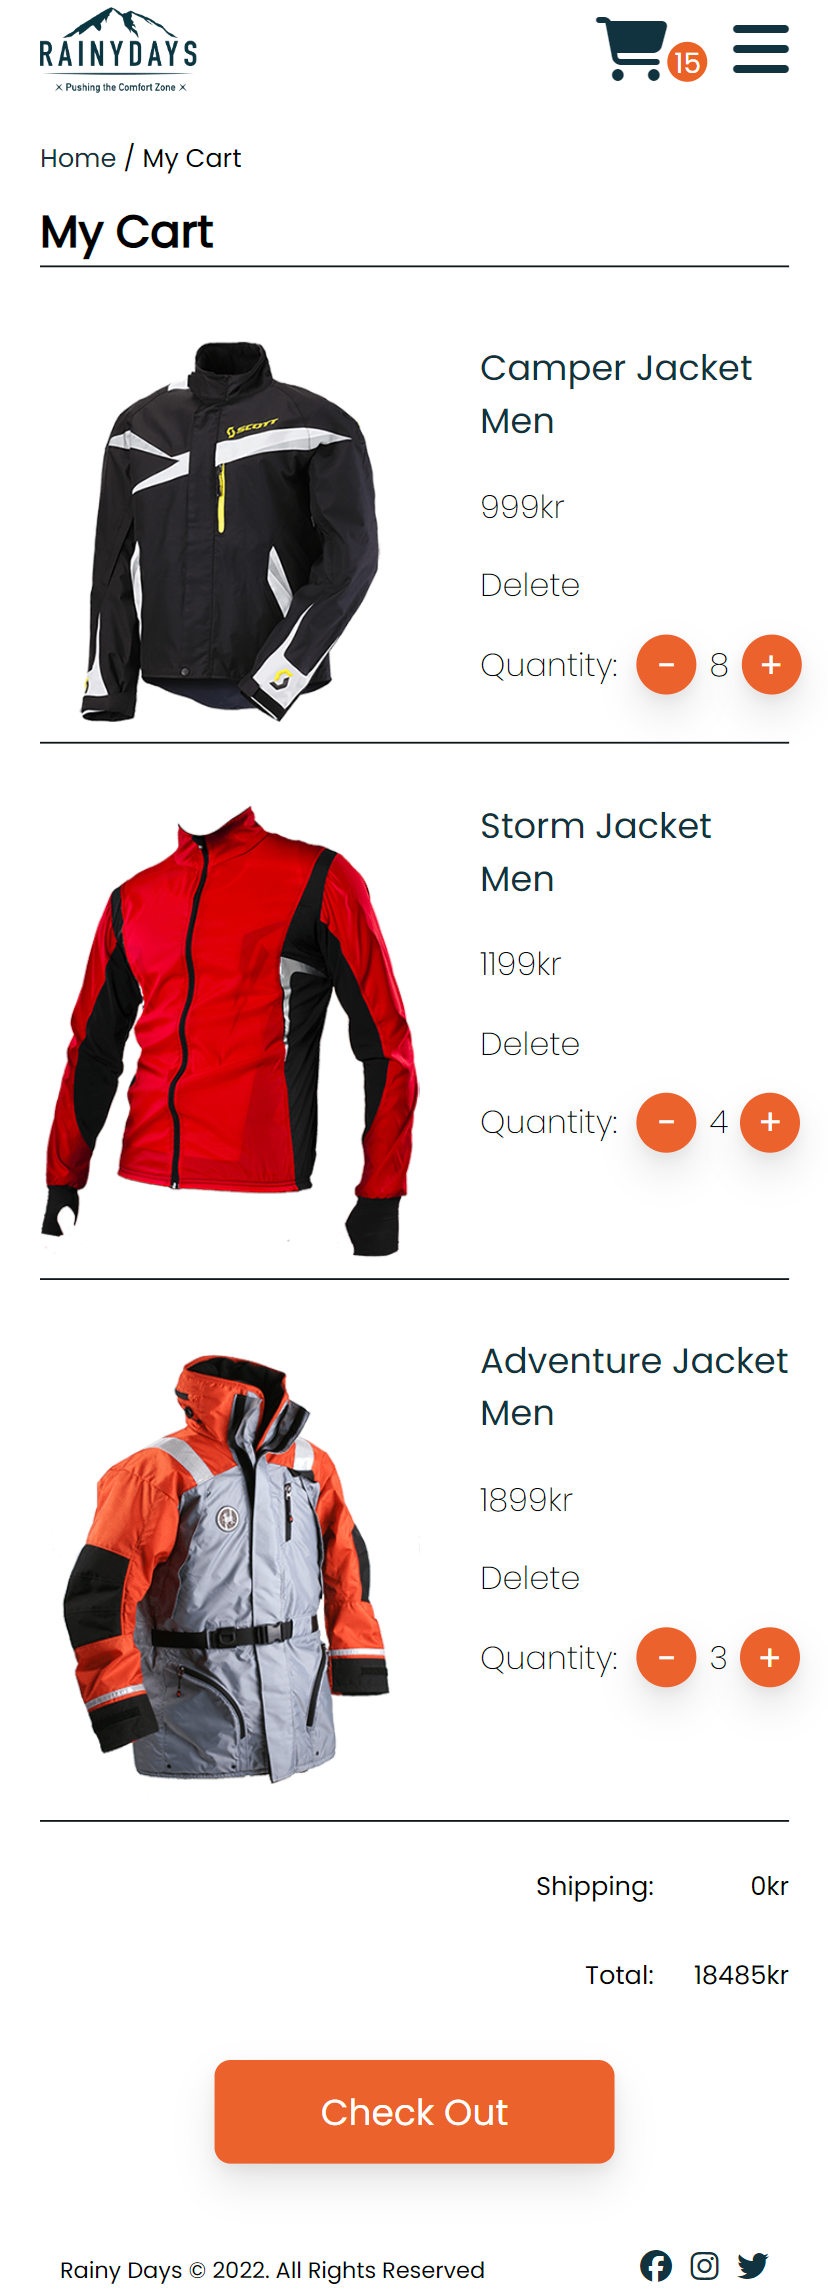 RAINYDAYS
Pushing the Comfort Zone
15
Home / My Cart
My Cart
SCOTT
Camper Jacket
Men
999kr
Delete
Quantity: - 8 +
Storm Jacket
Men
1199kr
Delete
Quantity: - 4 +
Adventure Jacket
Men
1899kr
Delete
Quantity: - 3 +
Shipping: 0kr
Total: 18485kr
Check Out
Rainy Days © 2022. All Rights Reserved